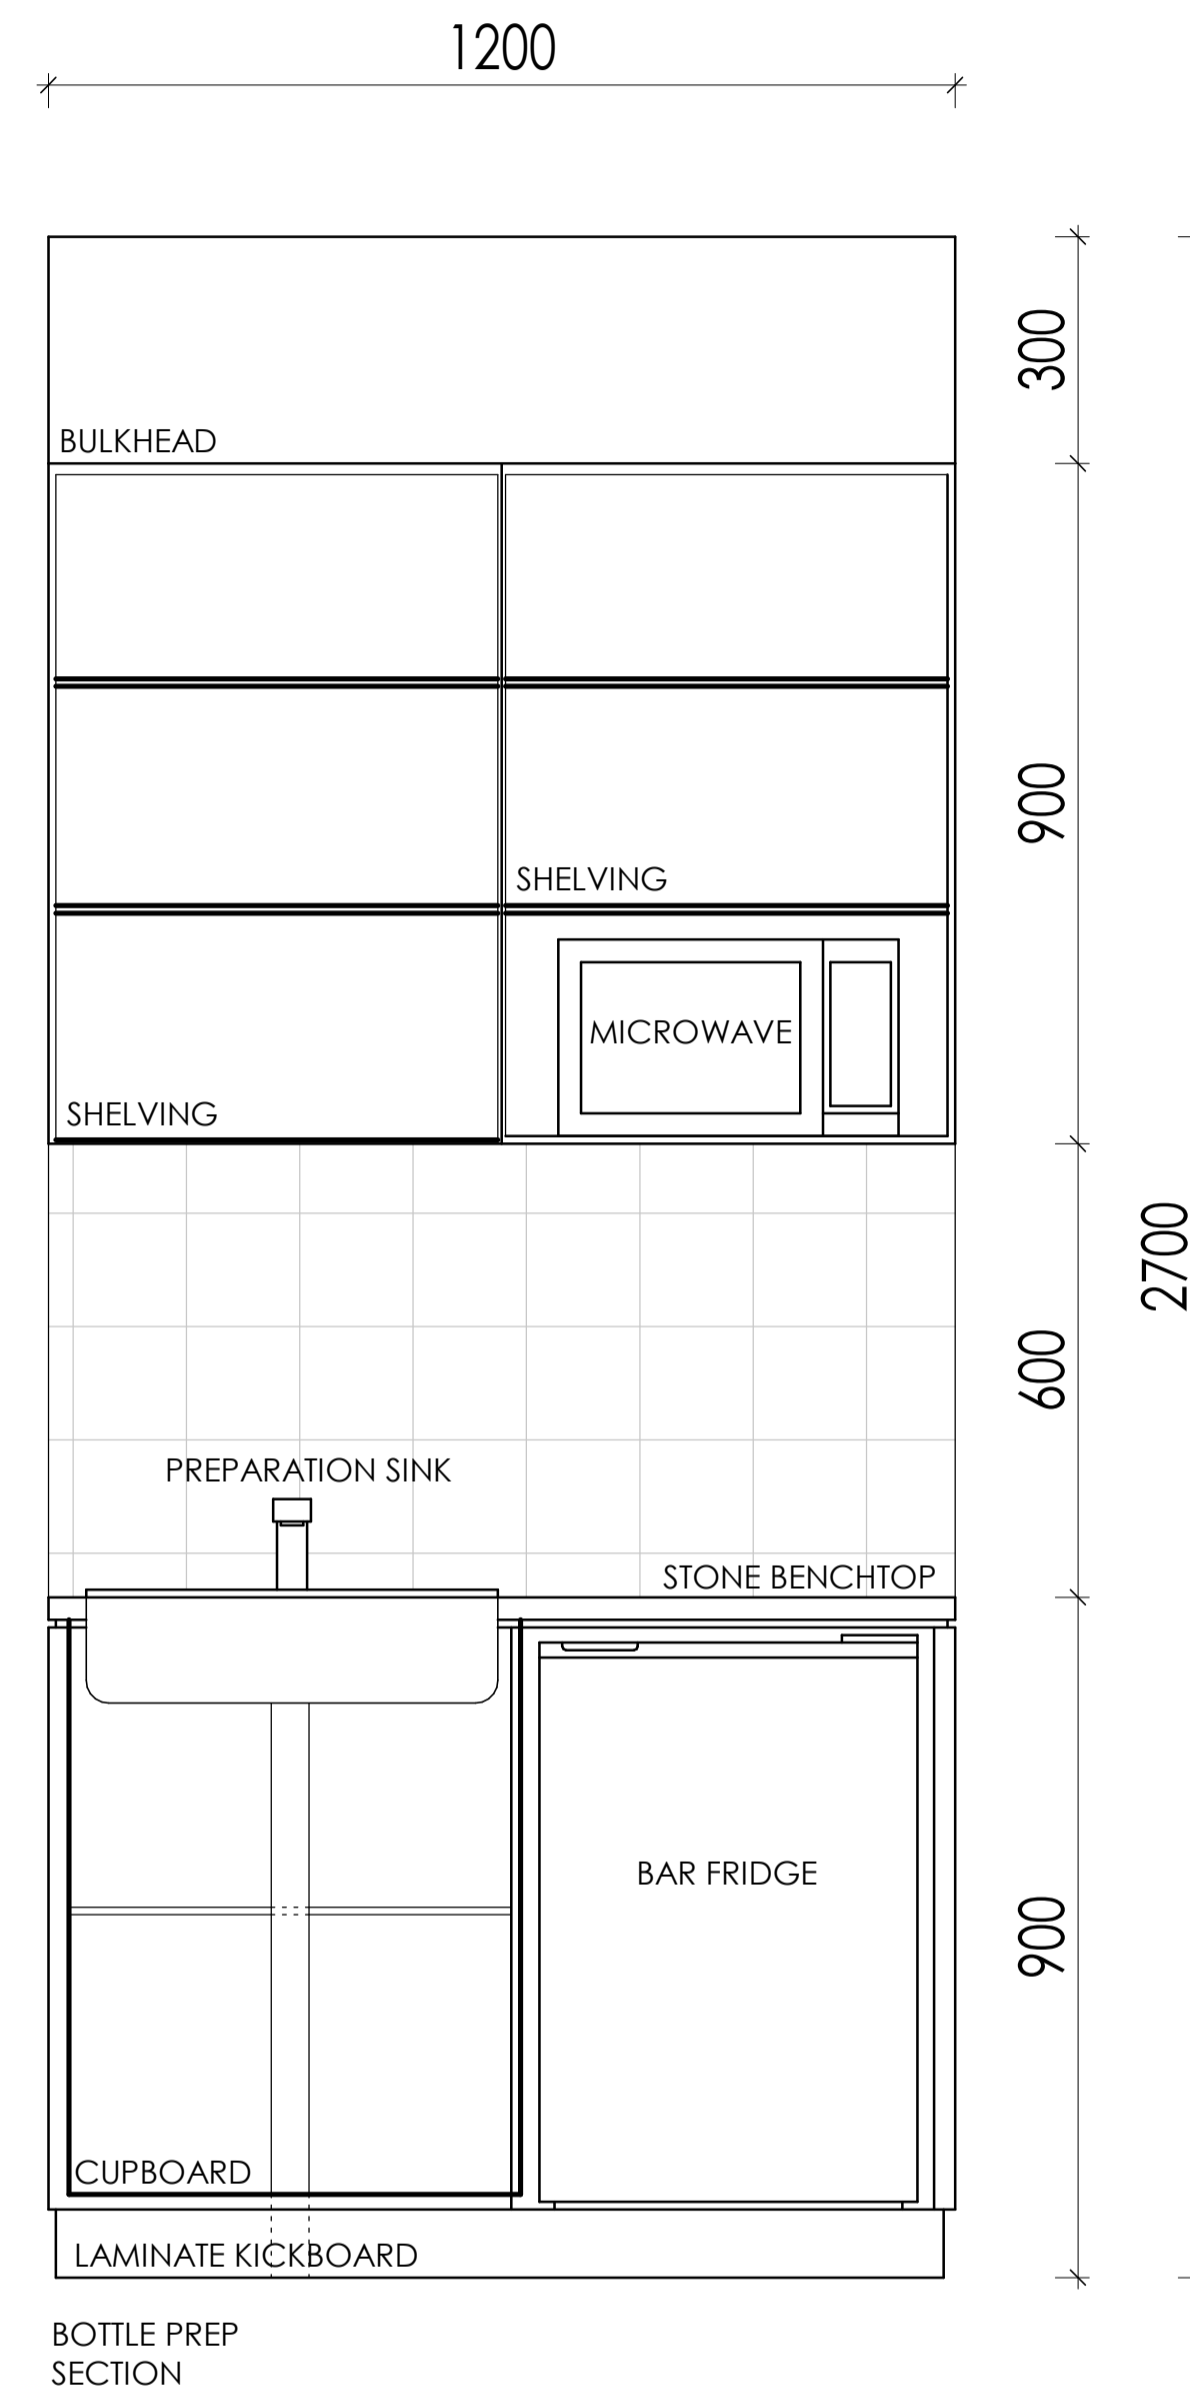 1200
300
BULKHEAD
900
SHELVING
MICROWAVE
SHELVING
2700
600
PREPARATION SINK
STONE BENCHTOP
BAR FRIDGE
900
CUPBOARD
LAMINATE KICKBOARD
BOTTLE PREP
SECTION